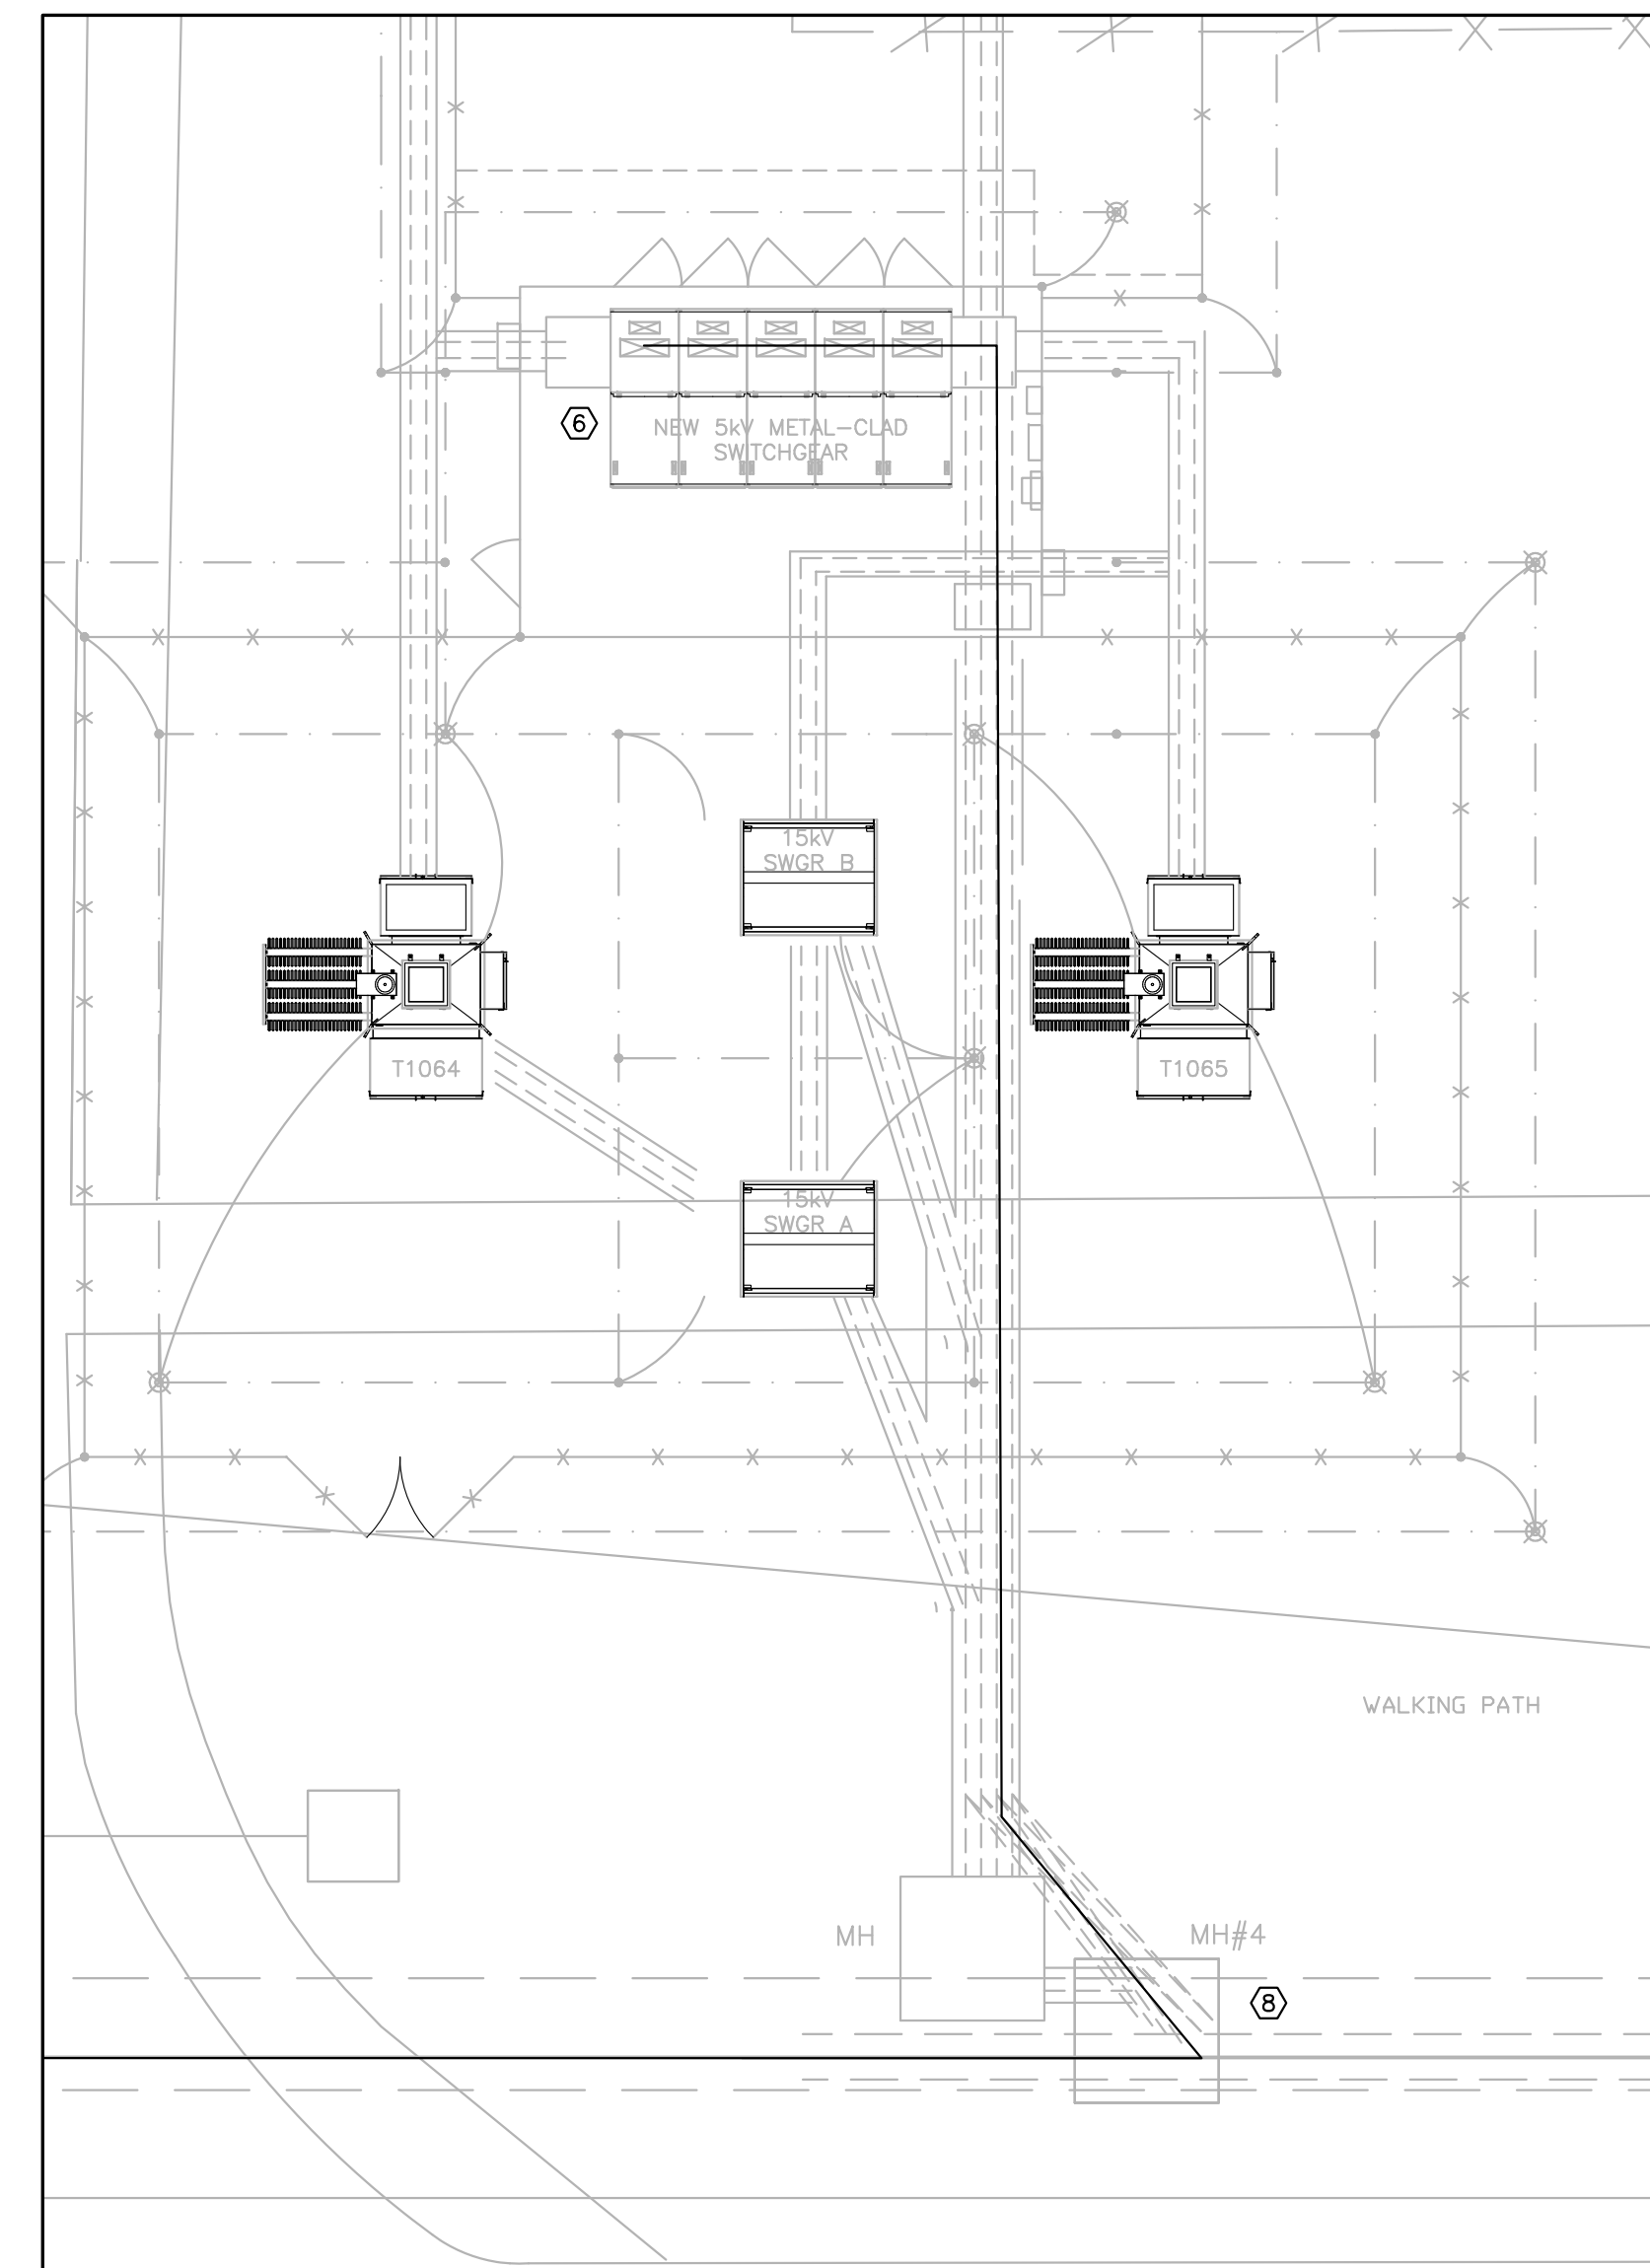 6
NEW 5kV METAL-CLAD
SWITCHGEAR
15kV
SWGR B
T1064
T1065
15kV
SWGR A
WALKING PATH
MH
MH#4
8